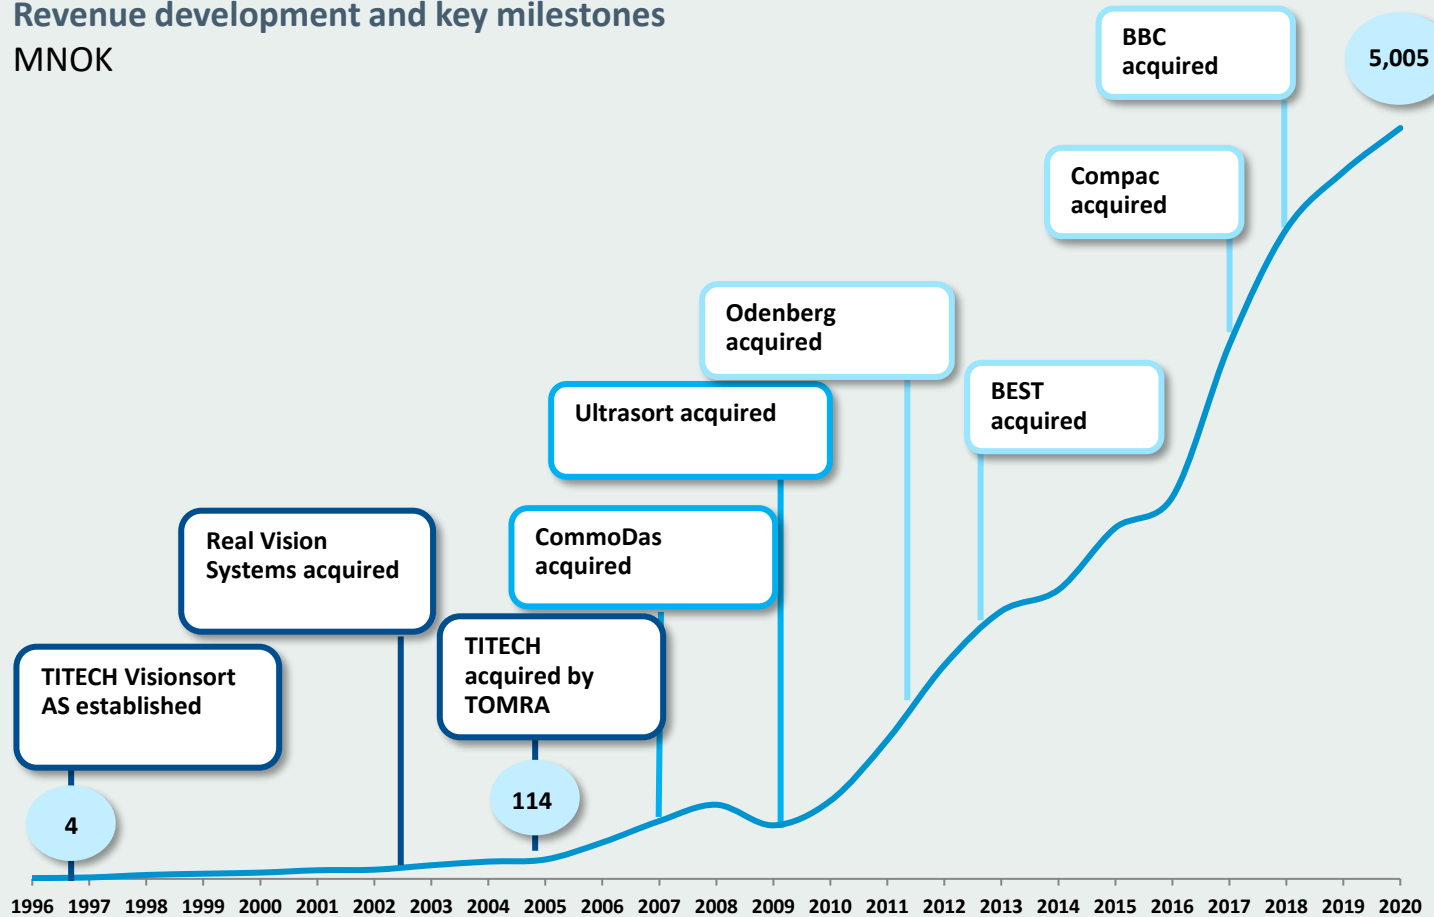 Revenue development and key milestones
MNOK
BBC
acquired
5,005
Compac
acquired
Odenberg
acquired
BEST
acquired
Ultrasort acquired
CommoDas
acquired
Real Vision
Systems acquired
TITECH
acquired by
TOMRA
TITECH Visionsort
AS established
114
4
1996 1997 1998 1999 2000 2001 2002 2003 2004 2005 2006 2007 2008 2009 2010 2011 2012 2013 2014 2015 2016 2017 2018 2019 2020